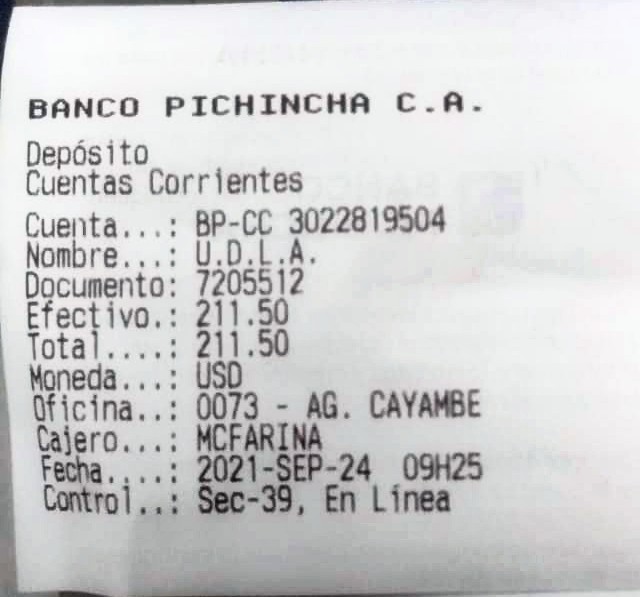 BANCO PICHINCHA C.A.
Depósito
Cuentas Corrientes
Cuenta...: BP-CC 3022819504
Nombre...: U.D.L.A.
Documento: 7205512
Efectivo.: 211.50
Total....: 211.50
Moneda...: USD
Oficina..: 0073 - AG. CAYAMBE
Cajero...: MCFARINA
Fecha....: 2021-SEP-24 09H25
Control..: Sec-39, En Línea